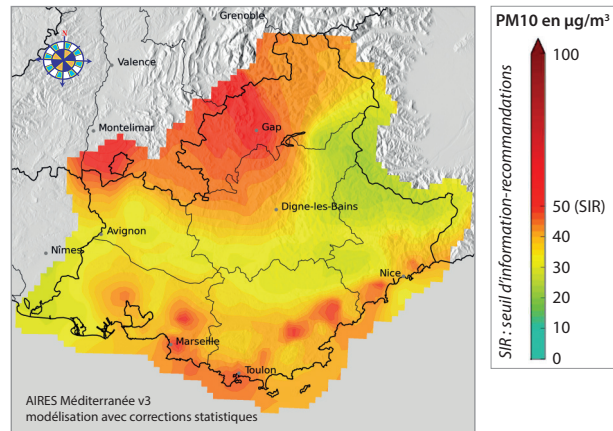 Grenoble
N
Valence
Montelimar
Gap
Digne-les-Bains
Avignon
Nîmes
Nice
Marseille
Toulon
AIRES Méditerranée v3
modélisation avec corrections statistiques
PM10 en µg/m³
100
50 (SIR)
40
30
20
10
0
SIR : seuil d'information-recommandations